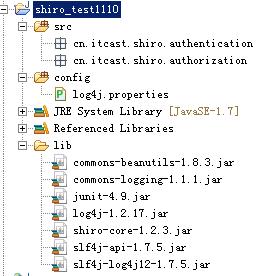 shiro_test1110
src
cn.itcast.shiro.authentication
cn.itcast.shiro.authorization
config
log4j.properties
JRE System Library [JavaSE-1.7]
Referenced Libraries
lib
commons-beanutils-1.8.3.jar
commons-logging-1.1.1.jar
junit-4.9.jar
log4j-1.2.17.jar
shiro-core-1.2.3.jar
slf4j-api-1.7.5.jar
slf4j-log4j12-1.7.5.jar